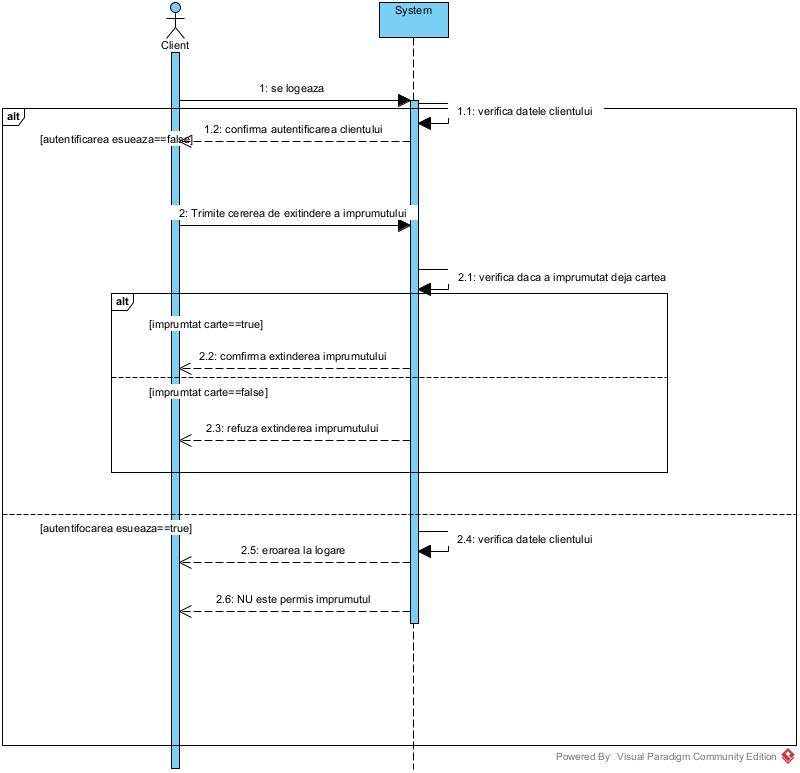 System
Client
1: se logeaza
alt
1.1: verifica datele clientului
1.2: confirma autentificarea clientului
[autentificarea esueaza==false]
2: Trimite cererea de exitindere a imprumutului
2.1: verifica daca a imprumutat deja cartea
alt
[imprumtat carte==true]
2.2: comfirma extinderea imprumutului
[imprumtat carte==false]
2.3: refuza extinderea imprumutului
[autentifocarea esueaza==true]
2.4: verifica datele clientului
2.5: eroarea la logare
2.6: NU este permis imprumutul
Powered By Visual Paradigm Community Edition